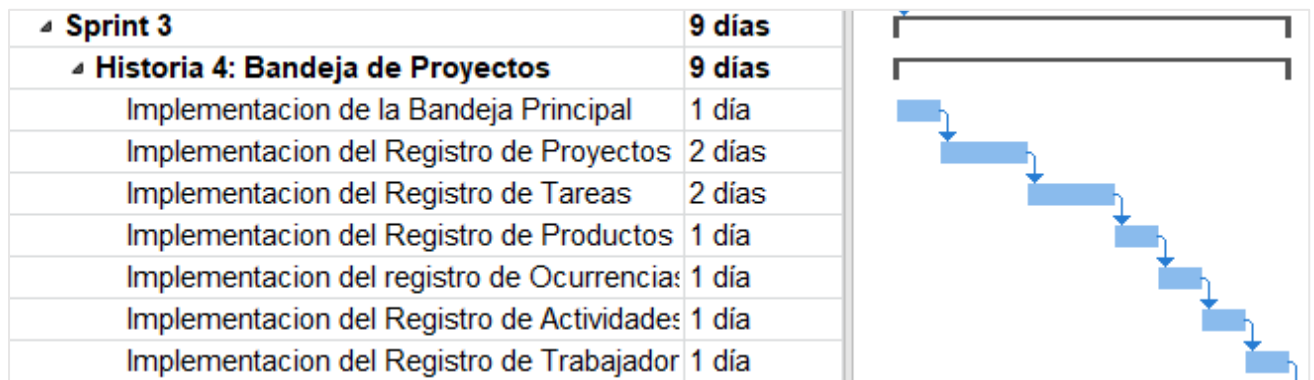 Sprint 3 9 días
Historia 4: Bandeja de Proyectos 9 días
Implementacion de la Bandeja Principal 1 día
Implementacion del Registro de Proyectos 2 días
Implementacion del Registro de Tareas 2 días
Implementacion del Registro de Productos 1 día
Implementacion del registro de Ocurrencias 1 día
Implementacion del Registro de Actividades 1 día
Implementacion del Registro de Trabajador 1 día